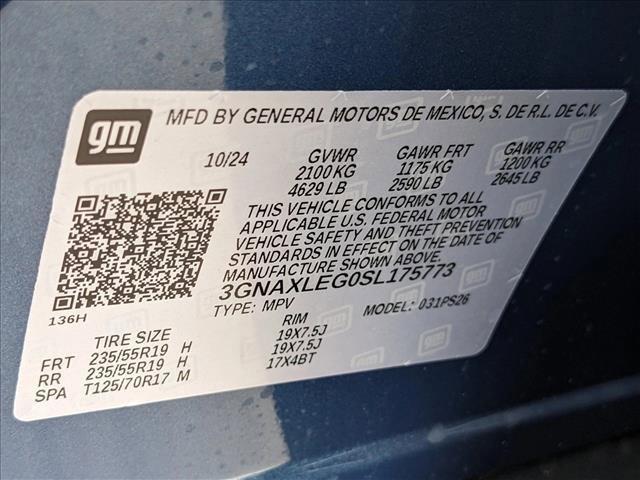 gm
MFD BY GENERAL MOTORS DE MEXICO, S. DE R.L. DE C.V.
10/24 GVWR GAWR FRT GAWR RR
2100 KG 1175 KG 1200 KG
4629 LB 2590 LB 2645 LB
THIS VEHICLE CONFORMS TO ALL
APPLICABLE U.S. FEDERAL MOTOR
VEHICLE SAFETY AND THEFT PREVENTION
STANDARDS IN EFFECT ON THE DATE OF
MANUFACTURE SHOWN ABOVE.
3GNAXLEG0SL175773
136H TYPE: MPV MODEL: 031PS26
TIRE SIZE RIM
FRT 235/55R19 H 19X7.5J
RR 235/55R19 H 19X7.5J
SPA T125/70R17 M 17X4BT